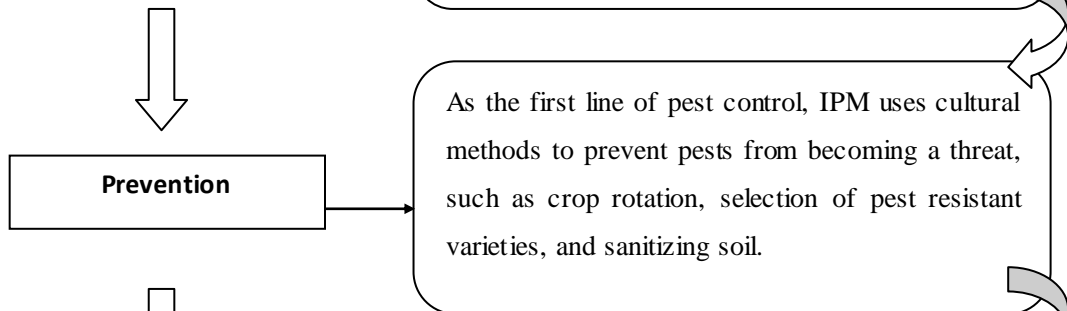 Prevention
As the first line of pest control, IPM uses cultural
methods to prevent pests from becoming a threat,
such as crop rotation, selection of pest resistant
varieties, and sanitizing soil.